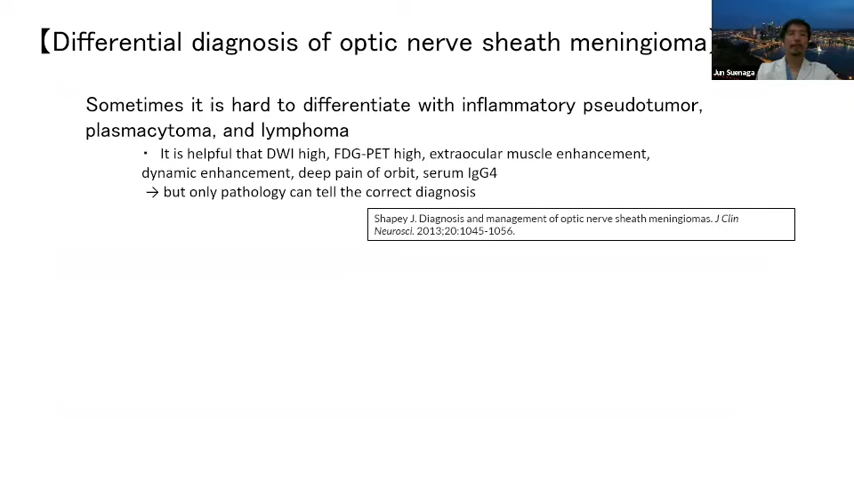 【Differential diagnosis of optic nerve sheath meningioma】
Jun Suenaga
Sometimes it is hard to differentiate with inflammatory pseudotumor,
plasmacytoma, and lymphoma
・ It is helpful that DWI high, FDG-PET high, extraocular muscle enhancement,
dynamic enhancement, deep pain of orbit, serum IgG4
→ but only pathology can tell the correct diagnosis
Shapey J. Diagnosis and management of optic nerve sheath meningiomas. J Clin
Neurosci. 2013;20:1045-1056.